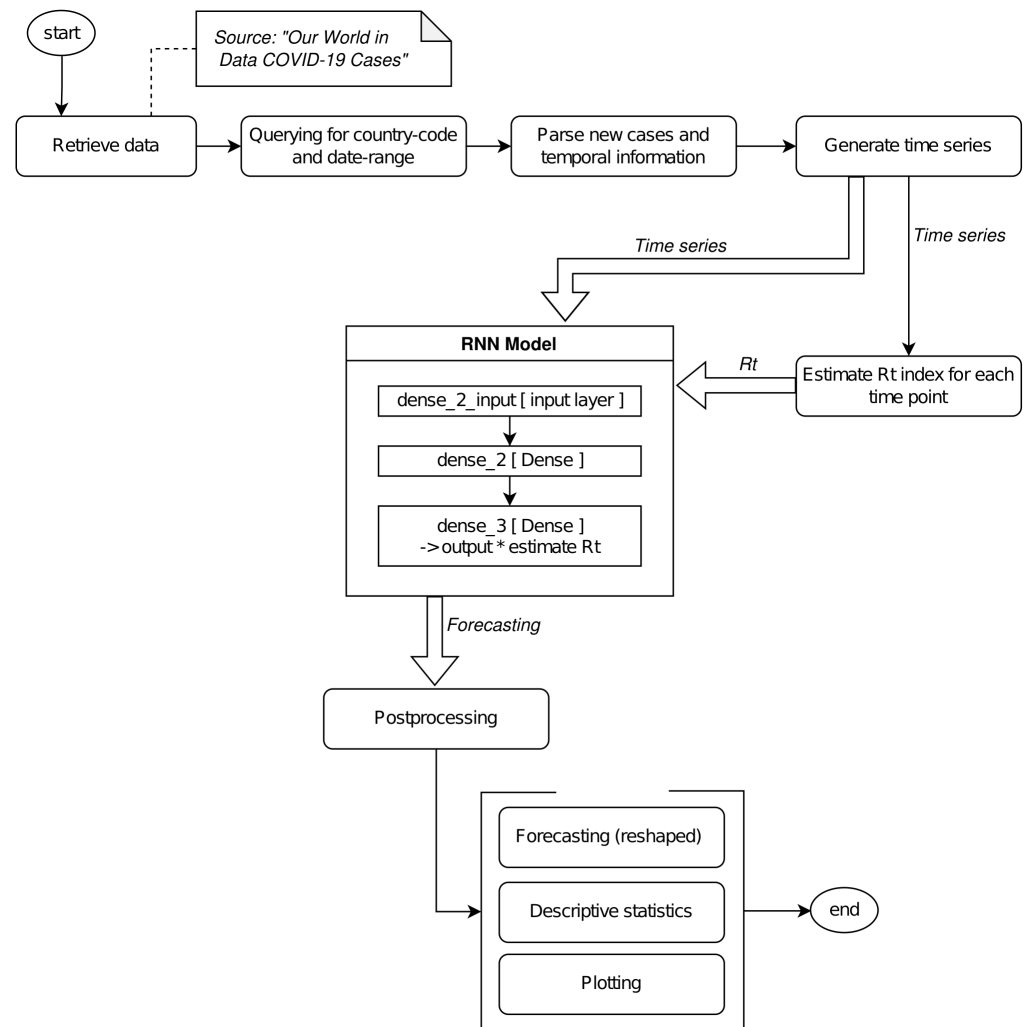 start
Source: "Our World in
Data COVID-19 Cases"
Retrieve data
Querying for country-code
and date-range
Parse new cases and
temporal information
Generate time series
Time series
Time series
RNN Model
Rt
Estimate Rt index for each
time point
dense_2_input [ input layer ]
dense_2 [ Dense ]
dense_3 [ Dense ]
->output * estimate Rt
Forecasting
Postprocessing
Forecasting (reshaped)
Descriptive statistics
end
Plotting